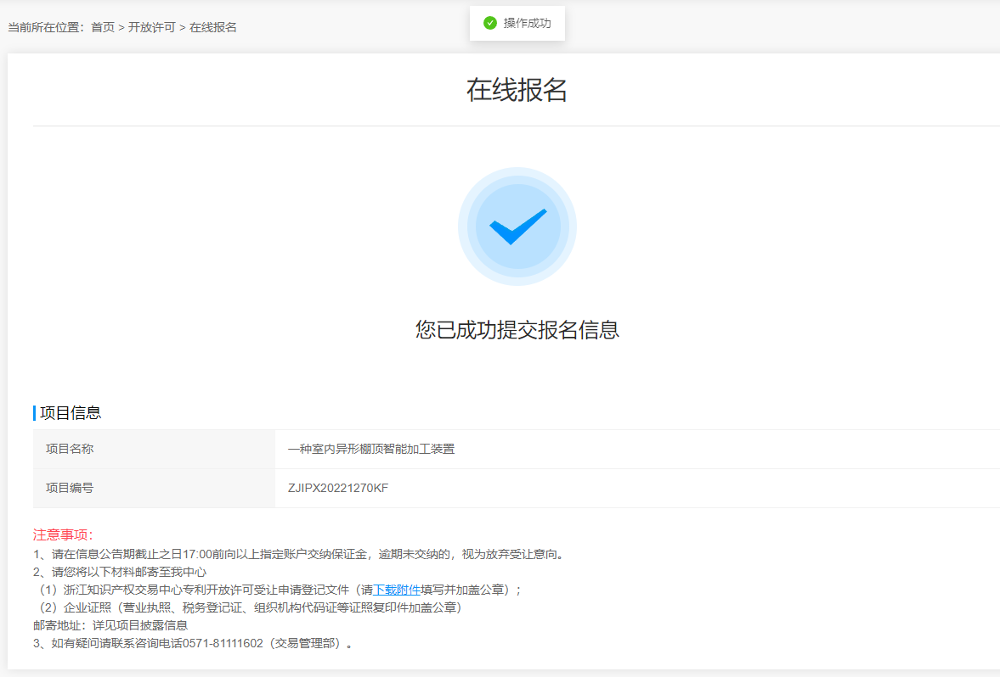 当前所在位置：首页 > 开放许可 > 在线报名
操作成功
在线报名
您已成功提交报名信息
项目信息
项目名称 一种室内异形棚顶智能加工装置
项目编号 ZJIPX20221270KF
注意事项：
1、请在信息公告期截止之日17:00前向以上指定账户交纳保证金，逾期未交纳的，视为放弃受让意向。
2、请您将以下材料邮寄至我中心
（1）浙江知识产权交易中心专利开放许可受让申请登记文件（请下载附件填写并加盖公章）；
（2）企业证照（营业执照、税务登记证、组织机构代码证等证照复印件加盖公章）
邮寄地址：详见项目披露信息
3、如有疑问请联系咨询电话0571-81111602（交易管理部）。